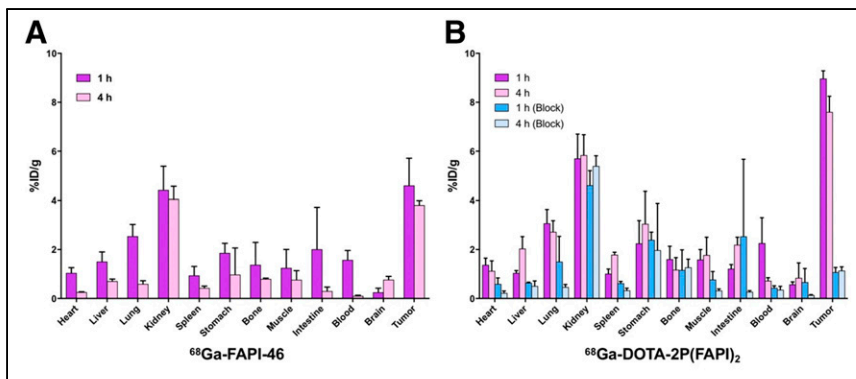 A
B
10
8
6
4
2
0
%ID/g
1 h
4 h
Heart
Liver
Lung
Kidney
Spleen
Stomach
Bone
Muscle
Intestine
Blood
Brain
Tumor
⁶⁸Ga-FAPI-46
10
8
6
4
2
0
%ID/g
1 h
4 h
1 h (Block)
4 h (Block)
Heart
Liver
Lung
Kidney
Spleen
Stomach
Bone
Muscle
Intestine
Blood
Brain
Tumor
⁶⁸Ga-DOTA-2P(FAPI)₂